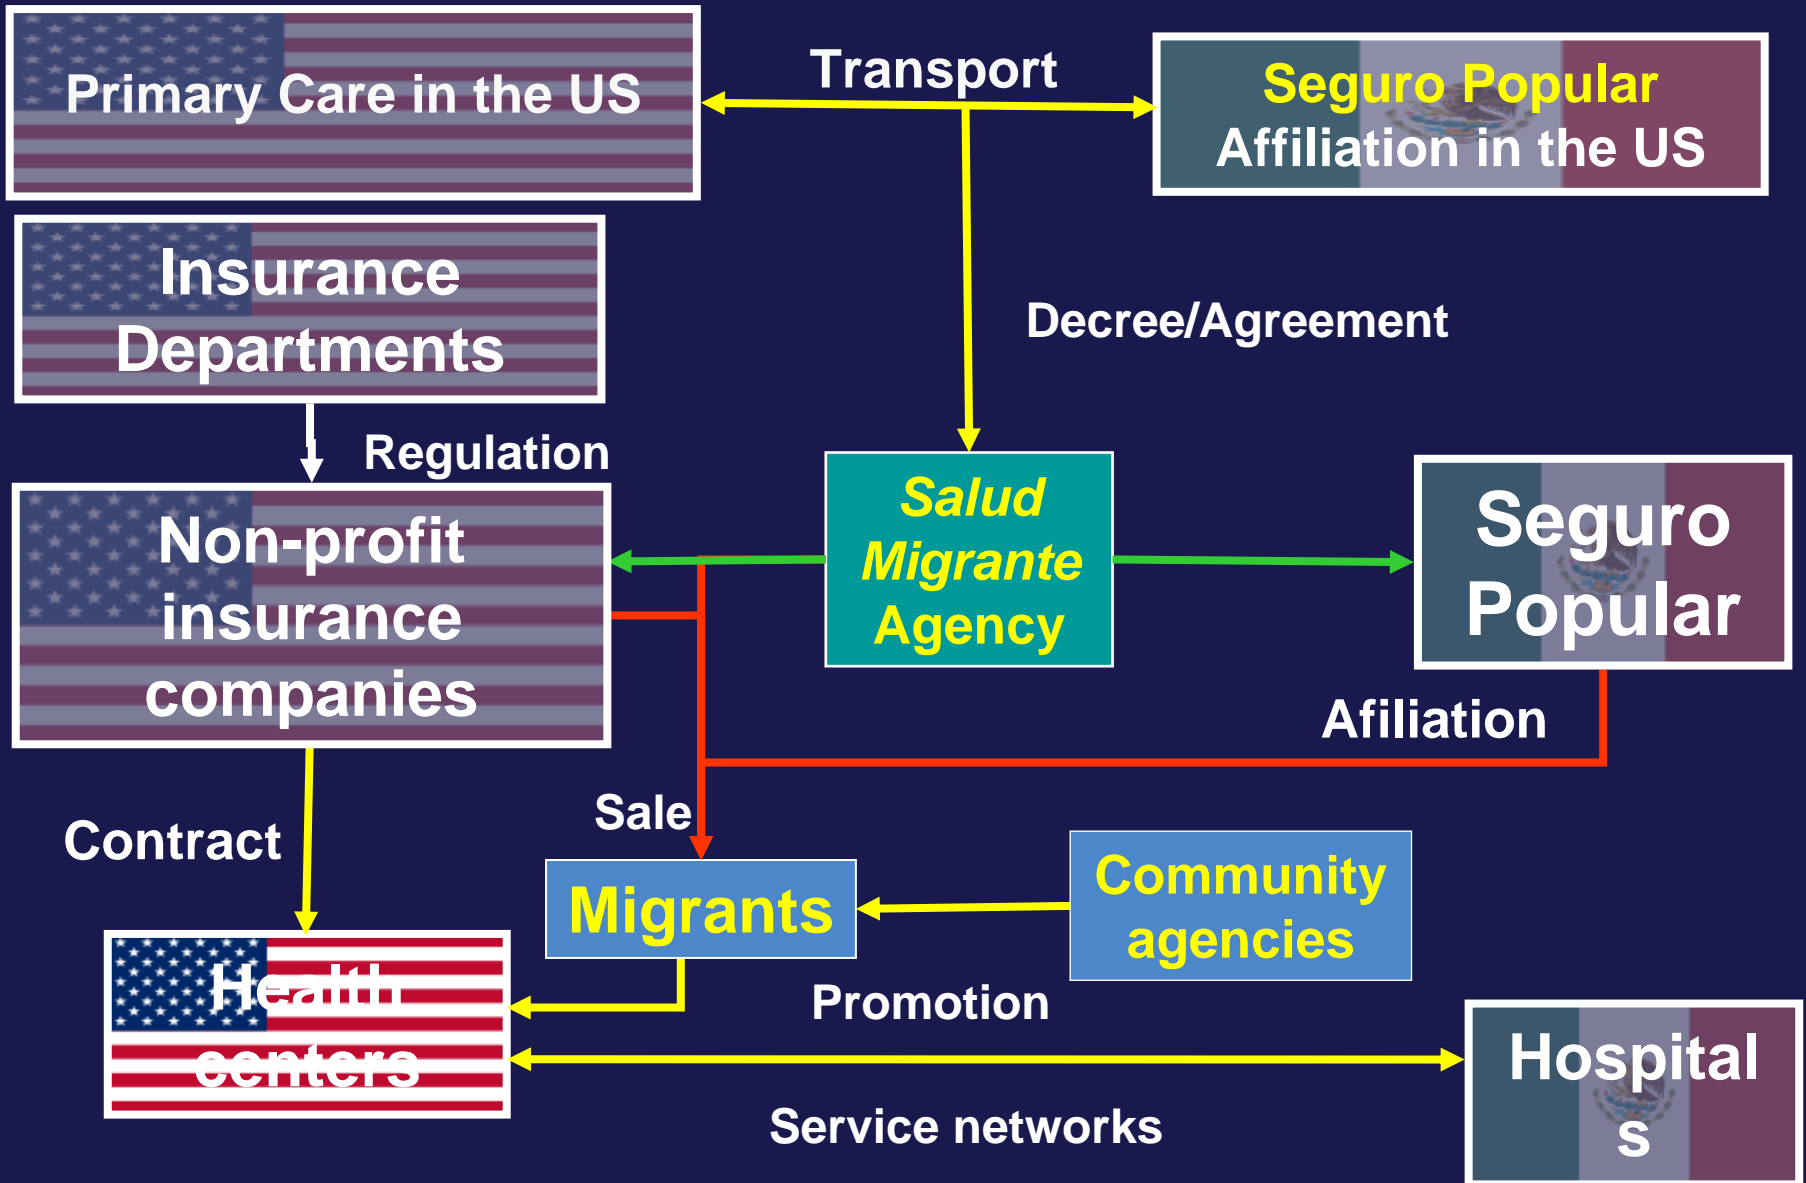 Primary Care in the US
Transport
Seguro Popular
Affiliation in the US
Insurance
Departments
Decree/Agreement
Regulation
Non-profit
insurance
companies
Salud
Migrante
Agency
Seguro
Popular
Afiliation
Sale
Contract
Migrants
Community
agencies
Health
centers
Promotion
Hospital
s
Service networks